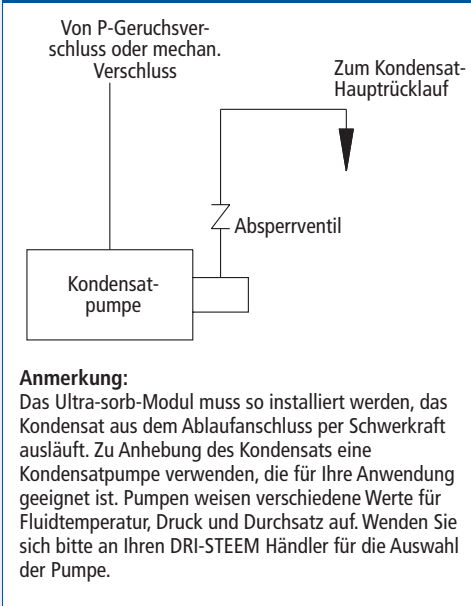 Von P-Geruchsver-
schluss oder mechan.
Verschluss
Zum Kondensat-
Hauptrücklauf
Absperrventil
Kondensat-
pumpe
Anmerkung:
Das Ultra-sorb-Modul muss so installiert werden, das
Kondensat aus dem Ablaufanschluss per Schwerkraft
ausläuft. Zu Anhebung des Kondensats eine
Kondensatpumpe verwenden, die für Ihre Anwendung
geeignet ist. Pumpen weisen verschiedene Werte für
Fluidtemperatur, Druck und Durchsatz auf. Wenden Sie
sich bitte an Ihren DRI-STEEM Händler für die Auswahl
der Pumpe.